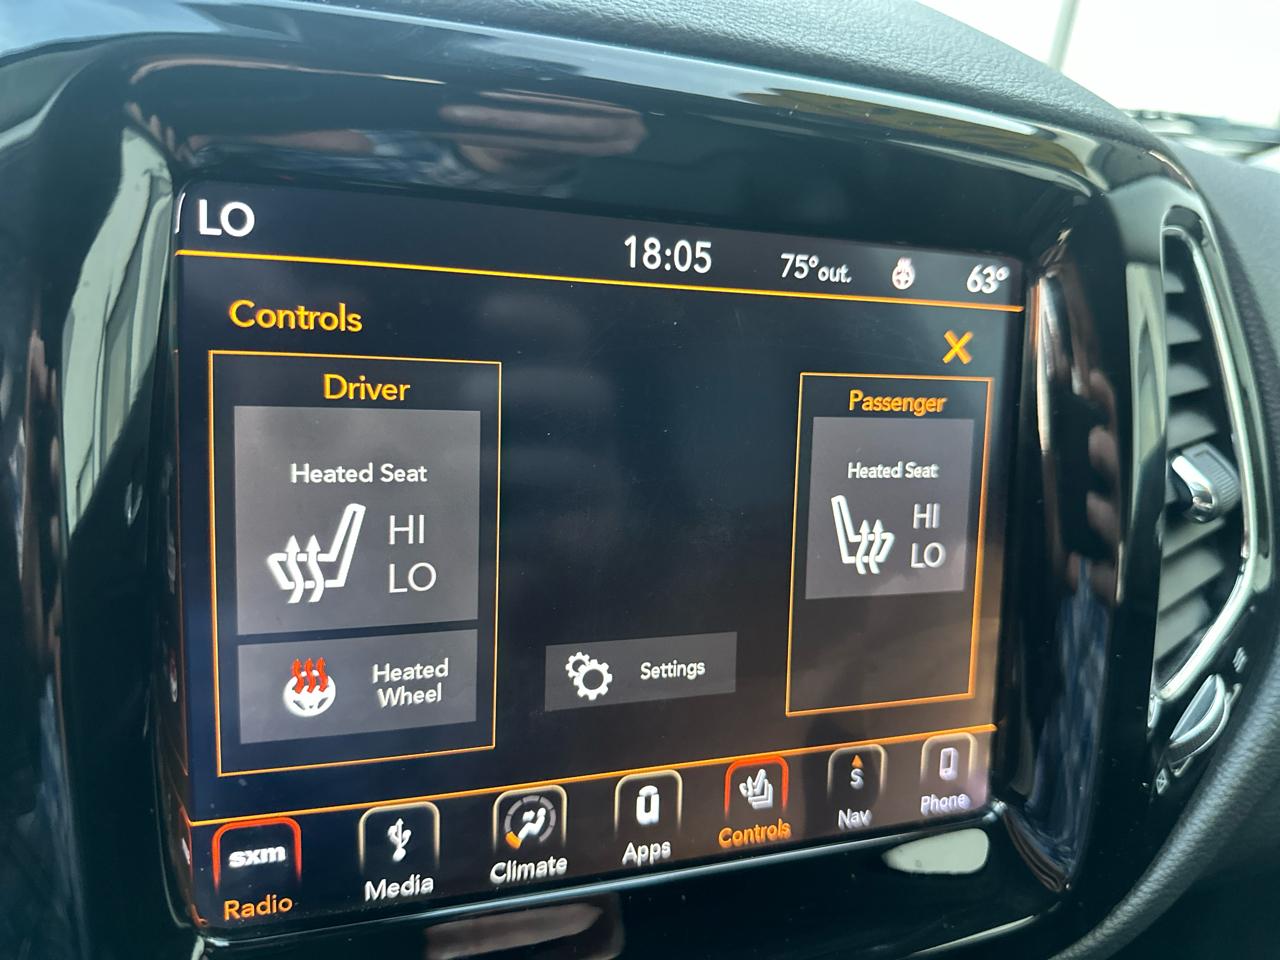 LO
18:05
75°out.
63°
Controls
X
Driver
Heated Seat
HI
LO
Heated
Wheel
Settings
Passenger
Heated Seat
HI
LO
sxm
Radio
Media
Climate
Apps
Controls
S
Nav
Phone